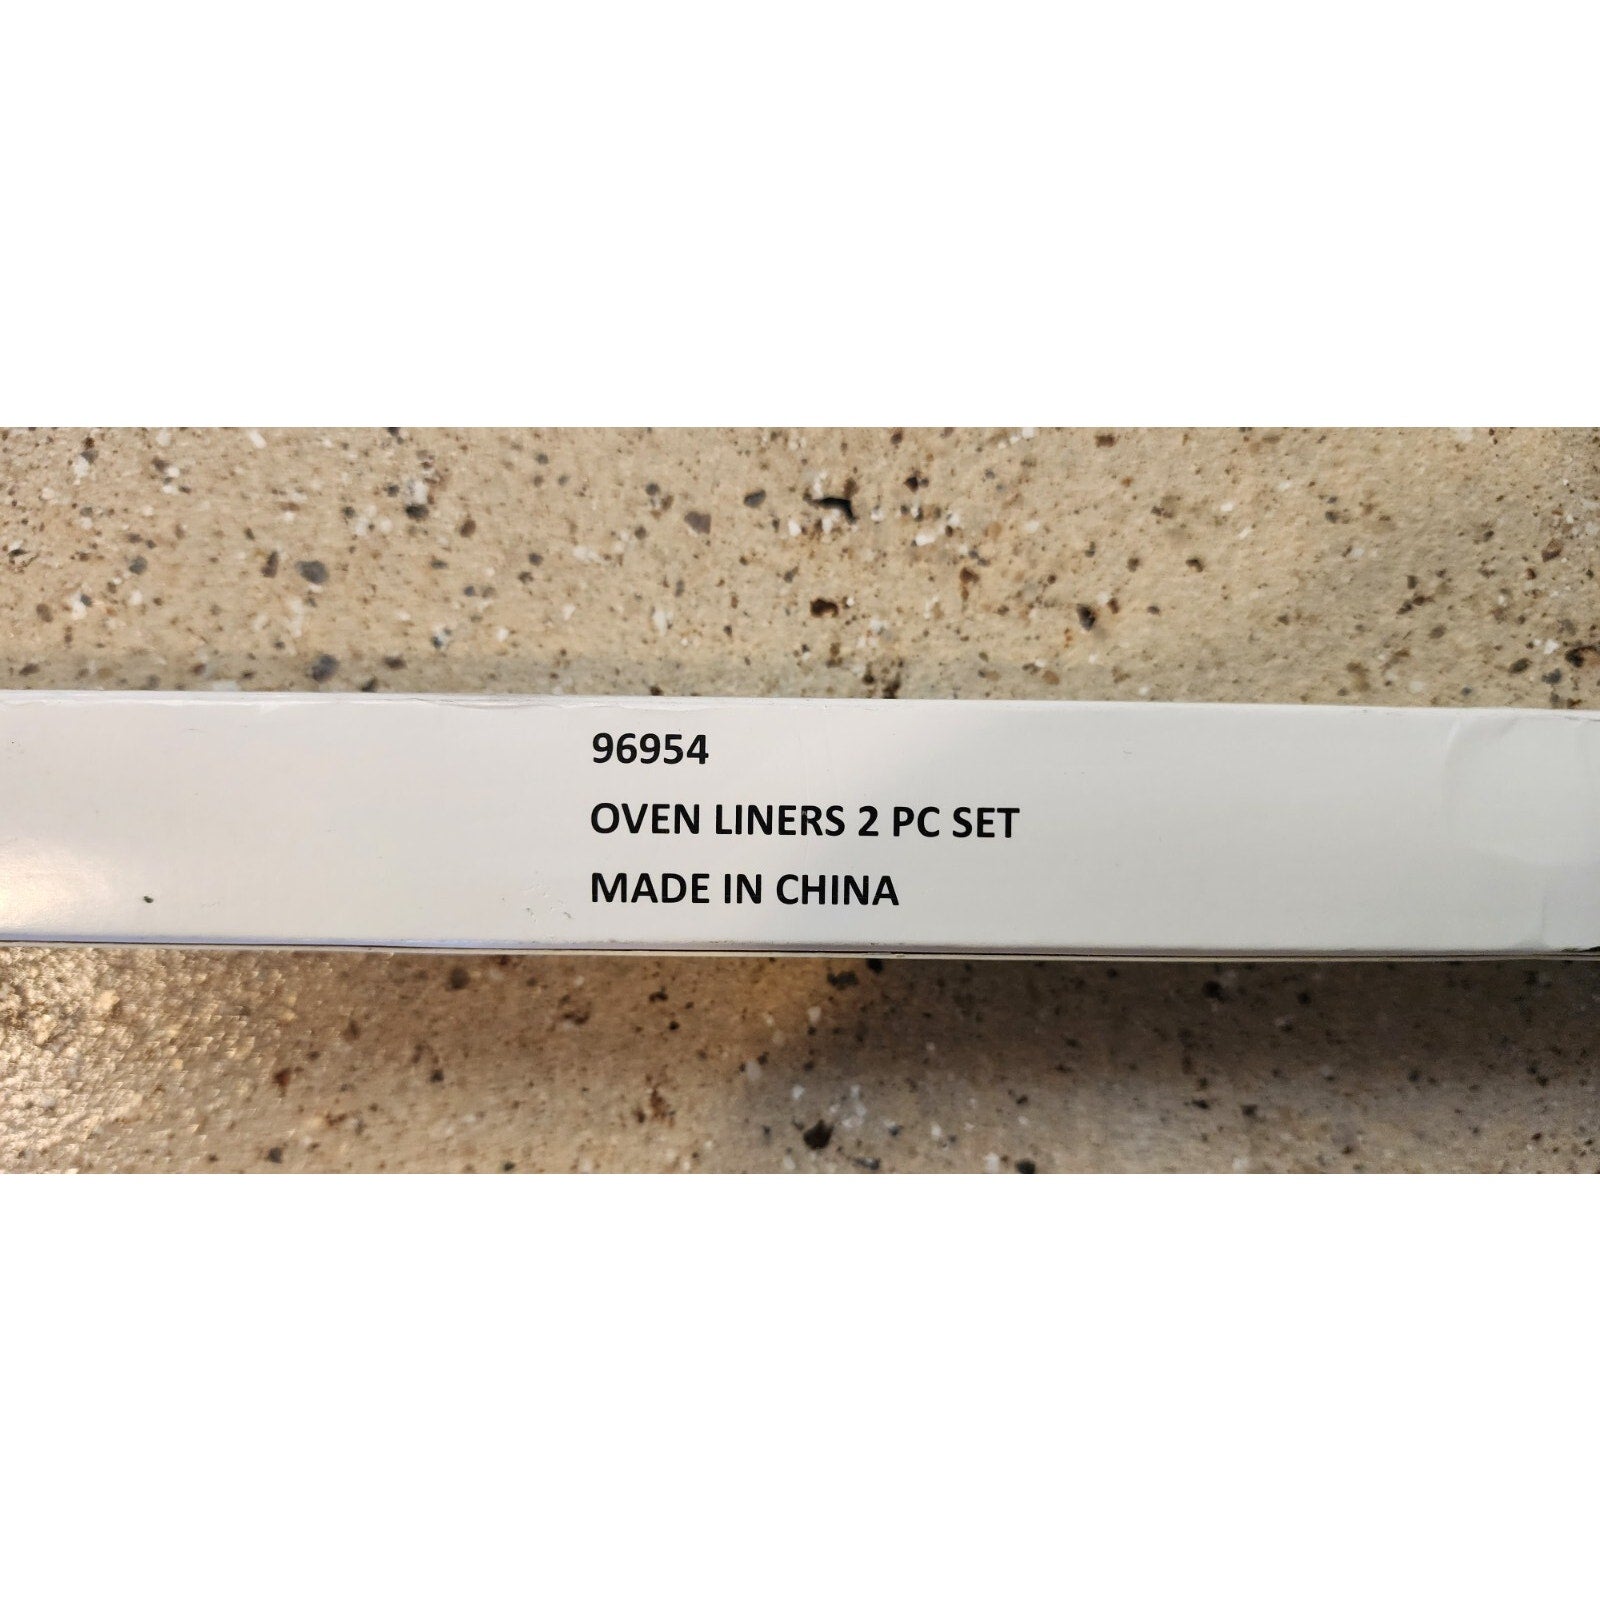 96954
OVEN LINERS 2 PC SET
MADE IN CHINA